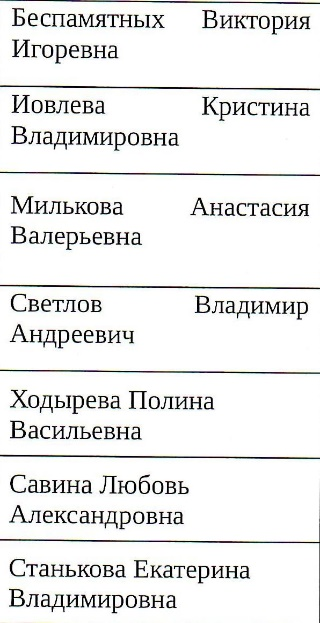 Беспамятных Виктория
Игоревна
Иовлева Кристина
Владимировна
Милькова Анастасия
Валерьевна
Светлов Владимир
Андреевич
Ходырева Полина
Васильевна
Савина Любовь
Александровна
Станькова Екатерина
Владимировна